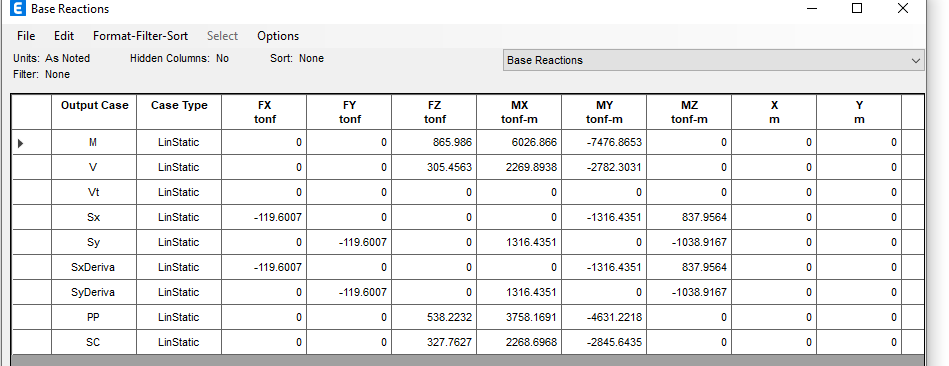 E Base Reactions
File Edit Format-Filter-Sort Select Options
Units: As Noted Hidden Columns: No Sort: None Base Reactions
Filter: None
Output Case Case Type FX FY FZ MX MY MZ X Y
tonf tonf tonf tonf-m tonf-m tonf-m m m
M LinStatic 0 0 865.986 6026.866 -7476.8653 0 0 0
V LinStatic 0 0 305.4563 2269.8938 -2782.3031 0 0 0
Vt LinStatic 0 0 0 0 0 0 0 0
Sx LinStatic -119.6007 0 0 0 -1316.4351 837.9564 0 0
Sy LinStatic 0 -119.6007 0 1316.4351 0 -1038.9167 0 0
SxDeriva LinStatic -119.6007 0 0 0 -1316.4351 837.9564 0 0
SyDeriva LinStatic 0 -119.6007 0 1316.4351 0 -1038.9167 0 0
PP LinStatic 0 0 538.2232 3758.1691 -4631.2218 0 0 0
SC LinStatic 0 0 327.7627 2268.6968 -2845.6435 0 0 0